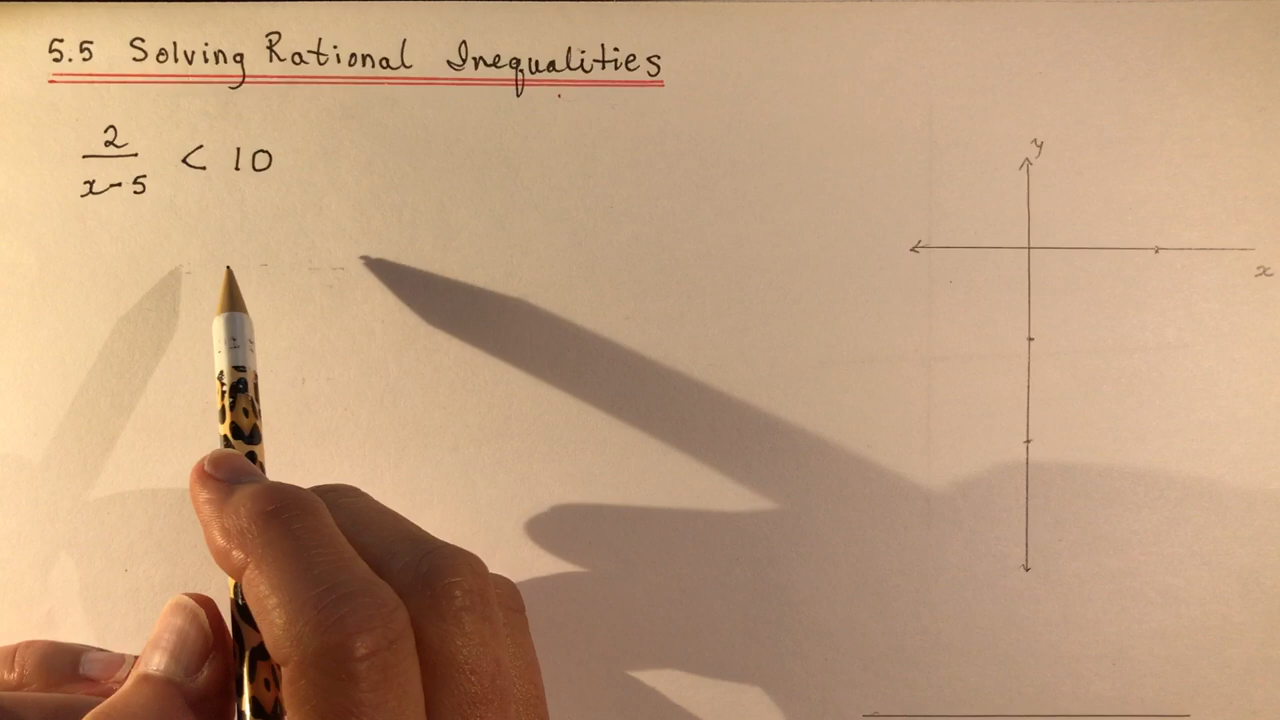 5.5 Solving Rational Inequalities
2/(x-5) < 10
y
x